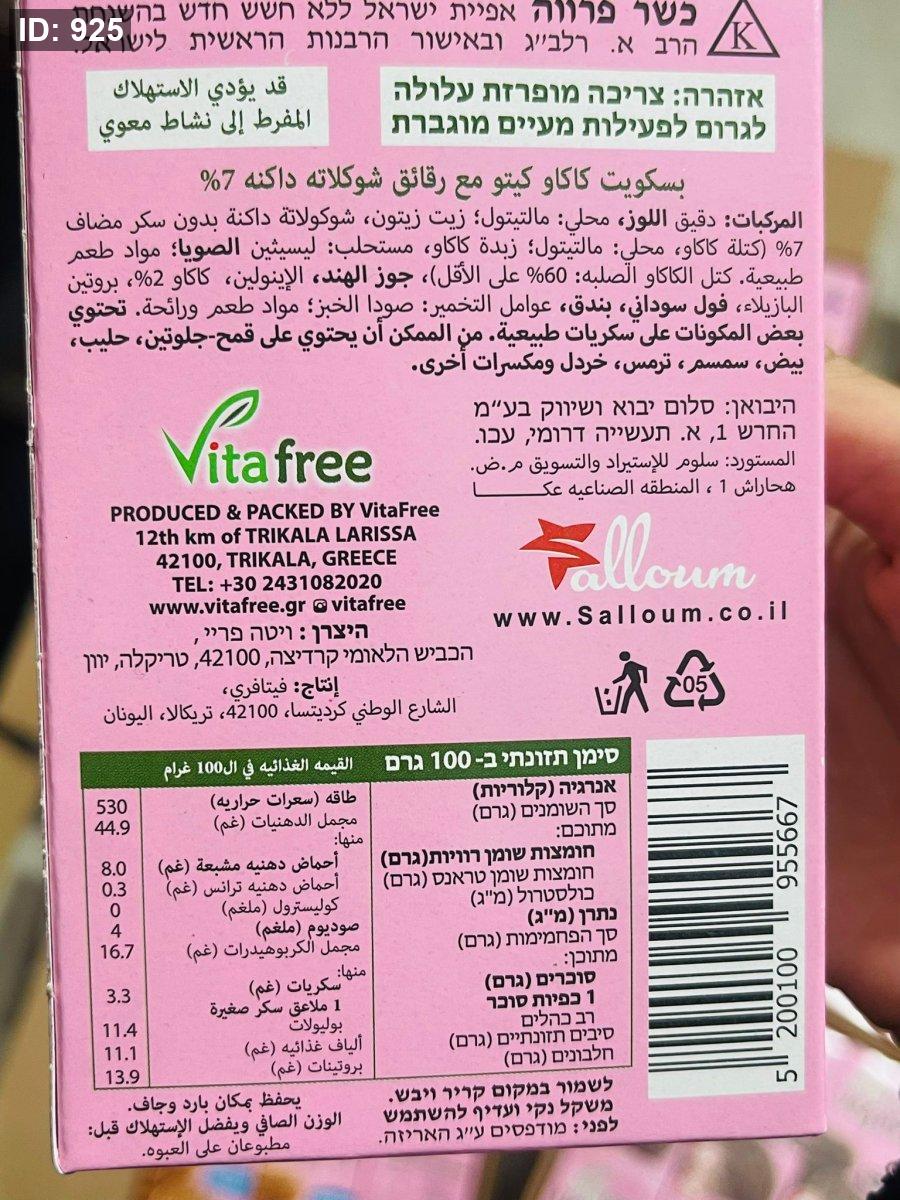 ID: 925
כשר פרווה אפיית ישראל ללא חשש חדש בהשגחת
הרב א. רלב״ג ובאישור הרבנות הראשית לישראל.
K
אזהרה: צריכה מופרזת עלולה
לגרום לפעילות מעיים מוגברת
قد يؤدي الاستهلاك
المفرط إلى نشاط معوي
بسكويت كاكاو كيتو مع رقائق شوكلاته داكنه 7%
المركبات: دقيق اللوز، محلي: مالتيتول؛ زيت زيتون، شوكولاتة داكنة بدون سكر مضاف
7% (كتلة كاكاو، محلي: مالتيتول؛ زبدة كاكاو، مستحلب: ليسيثين الصويا؛ مواد طعم
طبيعية. كتل الكاكاو الصلبه: 60% على الأقل)، جوز الهند، الإينولين، كاكاو 2%، بروتين
البازيلاء، فول سوداني، بندق، عوامل التخمير: صودا الخبز؛ مواد طعم ورائحة. تحتوي
بعض المكونات على سكريات طبيعية. من الممكن أن يحتوي على قمح-جلوتين، حليب،
بيض، سمسم، ترمس، خردل ومكسرات أخرى.
היבואן: סלום יבוא ושיווק בע״מ
החרש 1, א. תעשייה דרומי, עכו.
المستورد: سلوم للإستيراد والتسويق م.ض.
هحاراش 1 ، المنطقه الصناعيه عكا
Salloum
www.Salloum.co.il
05
Vitafree
PRODUCED & PACKED BY VitaFree
12th km of TRIKALA LARISSA
42100, TRIKALA, GREECE
TEL: +30 2431082020
www.vitafree.gr vitafree
היצרן: ויטה פריי,
הכביש הלאומי קרדיצה, 42100, טריקלה, יוון
إنتاج: فيتافري،
الشارع الوطني كرديتسا، 42100، تريكالا، اليونان
סימן תזונתי ב- 100 גרם القيمه الغذائيه في ال100 غرام
אנרגיה (קלוריות) طاقه (سعرات حراريه) 530
סך השומנים (גרם) مجمل الدهنيات (غم) 44.9
מתוכם: منها:
חומצות שומן רוויות(גרם) أحماض دهنيه مشبعة (غم) 8.0
חומצות שומן טראנס (גרם) أحماض دهنيه ترانس (غم) 0.3
כולסטרול (מ"ג) كوليسترول (ملغم) 0
נתרן (מ"ג) صوديوم (ملغم) 4
סך הפחמימות (גרם) مجمل الكربوهيدرات (غم) 16.7
מתוכן: منها:
סוכרים (גרם) سكريات (غم) 3.3
1 כפיות סוכר 1 ملاعق سكر صغيرة
רב כהלים بوليولات 11.4
סיבים תזונתיים (גרם) ألياف غذائيه (غم) 11.1
חלבונים (גרם) بروتينات (غم) 13.9
5 200100 955667
לשמור במקום קריר ויבש.
משקל נקי ועדיף להשתמש
לפני: מודפסים ע״ג האריזה.
يحفظ بمكان بارد وجاف.
الوزن الصافي ويفضل الإستهلاك قبل:
مطبوعان على العبوه.